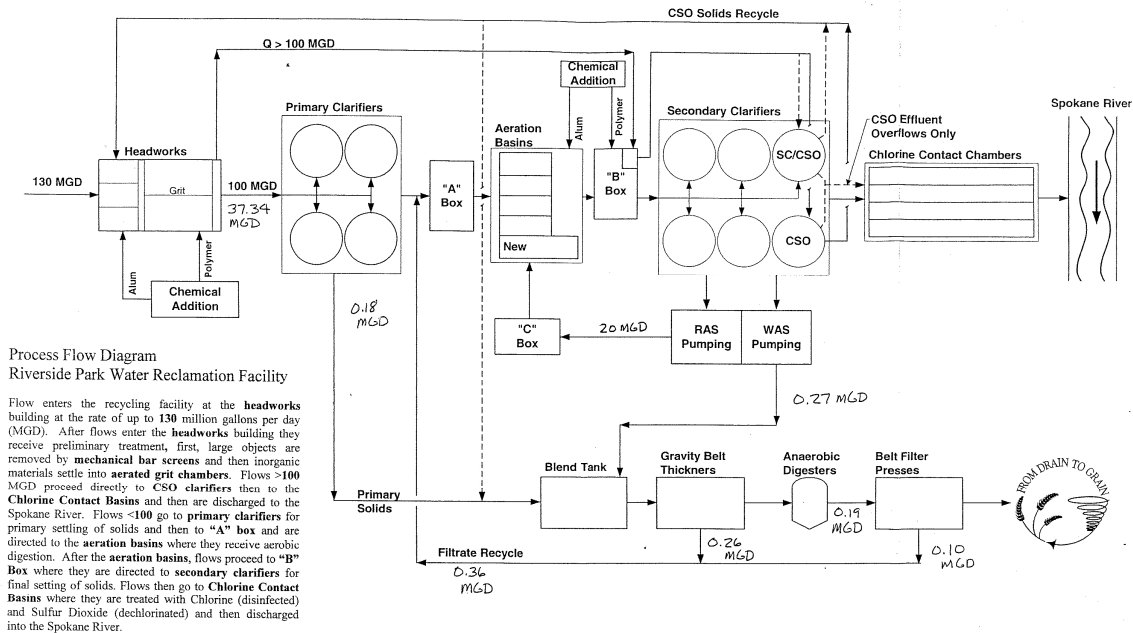 CSO Solids Recycle
Q > 100 MGD
Chemical
Addition
Primary Clarifiers
Secondary Clarifiers
Spokane River
Aeration
Basins
Alum
Polymer
CSO Effluent
Overflows Only
Headworks
SC/CSO
Chlorine Contact Chambers
130 MGD
Grit
100 MGD
37.34
MGD
"A"
Box
"B"
Box
New
CSO
Alum
Polymer
Chemical
Addition
0.18
MGD
"C"
Box
20 MGD
RAS
Pumping
WAS
Pumping
Process Flow Diagram
Riverside Park Water Reclamation Facility
Flow enters the recycling facility at the headworks
building at the rate of up to 130 million gallons per day
(MGD). After flows enter the headworks building they
receive preliminary treatment, first, large objects are
removed by mechanical bar screens and then inorganic
materials settle into aerated grit chambers. Flows >100
MGD proceed directly to CSO clarifiers then to the
Chlorine Contact Basins and then are discharged to the
Spokane River. Flows <100 go to primary clarifiers for
primary settling of solids and then to "A" box and are
directed to the aeration basins where they receive aerobic
digestion. After the aeration basins, flows proceed to "B"
Box where they are directed to secondary clarifiers for
final setting of solids. Flows then go to Chlorine Contact
Basins where they are treated with Chlorine (disinfected)
and Sulfur Dioxide (dechlorinated) and then discharged
into the Spokane River.
0.27 MGD
Blend Tank
Gravity Belt
Thickners
Anaerobic
Digesters
Belt Filter
Presses
FROM DRAIN TO GRAIN
Primary
Solids
0.19
MGD
0.26
MGD
0.10
MGD
Filtrate Recycle
0.36
MGD